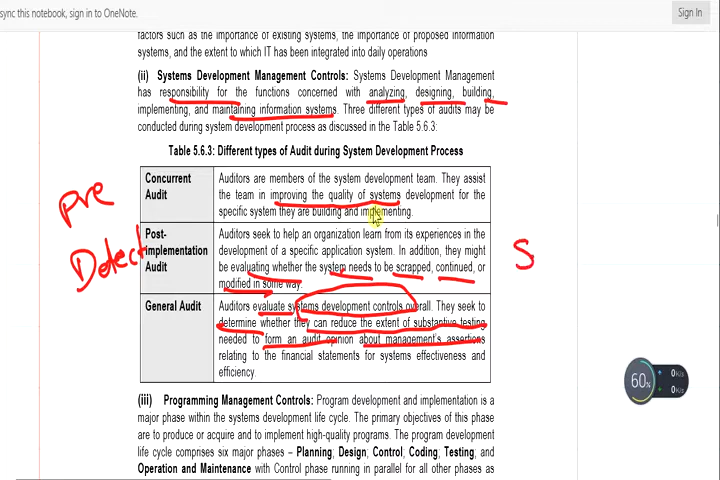 sync this notebook, sign in to OneNote.
Sign In
factors such as the importance of existing systems, the importance of proposed information
systems, and the extent to which IT has been integrated into daily operations
(ii) Systems Development Management Controls: Systems Development Management
has responsibility for the functions concerned with analyzing, designing, building,
implementing, and maintaining information systems. Three different types of audits may be
conducted during system development process as discussed in the Table 5.6.3:
Table 5.6.3: Different types of Audit during System Development Process
Concurrent Audit
Auditors are members of the system development team. They assist
the team in improving the quality of systems development for the
specific system they are building and implementing.
Pre
Post-implementation Audit
Auditors seek to help an organization learn from its experiences in the
development of a specific application system. In addition, they might
be evaluating whether the system needs to be scrapped, continued, or
modified in some way.
Detect
S
General Audit
Auditors evaluate systems development controls overall. They seek to
determine whether they can reduce the extent of substantive testing
needed to form an audit opinion about management's assertions
relating to the financial statements for systems effectiveness and
efficiency.
60%
+ 0K/s
+ 0K/s
(iii) Programming Management Controls: Program development and implementation is a
major phase within the systems development life cycle. The primary objectives of this phase
are to produce or acquire and to implement high-quality programs. The program development
life cycle comprises six major phases – Planning; Design; Control; Coding; Testing; and
Operation and Maintenance with Control phase running in parallel for all other phases as